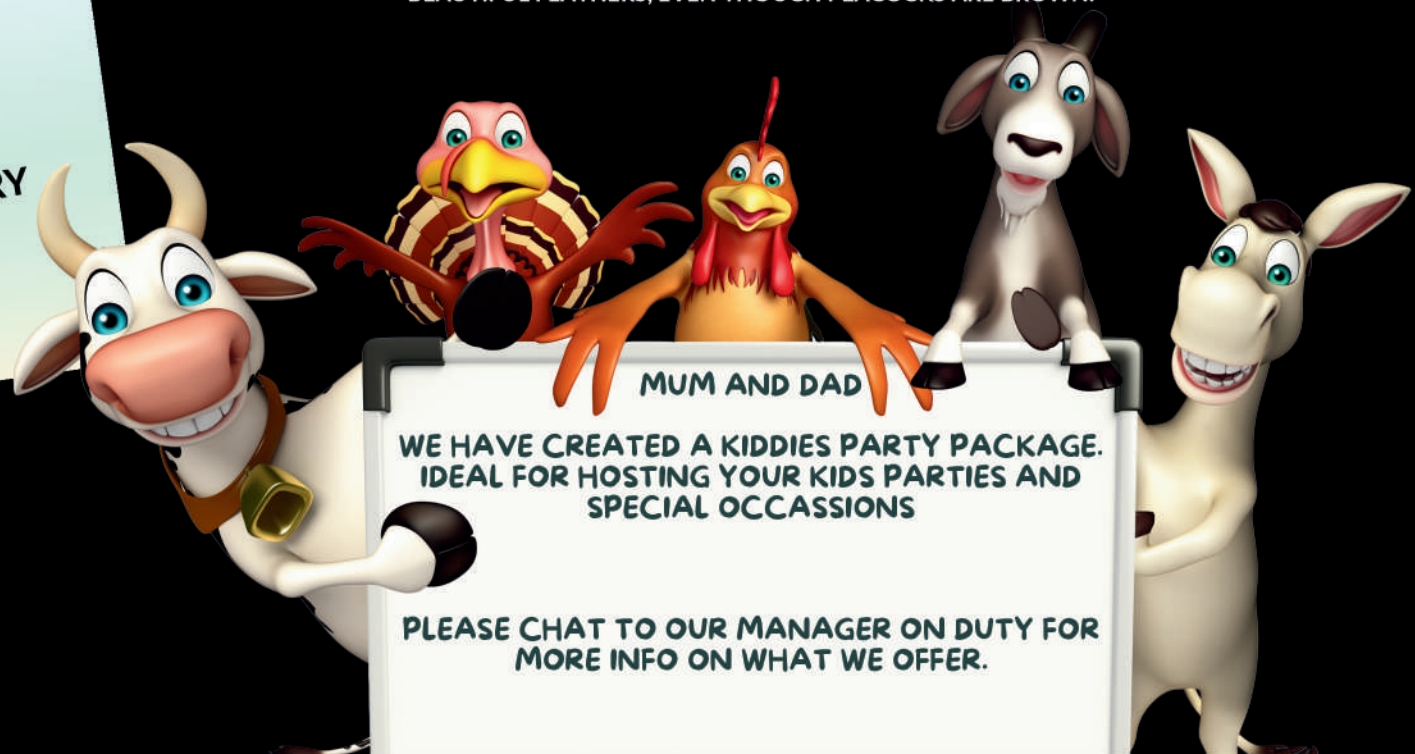 RY
MUM AND DAD
WE HAVE CREATED A KIDDIES PARTY PACKAGE.
IDEAL FOR HOSTING YOUR KIDS PARTIES AND
SPECIAL OCCASSIONS
PLEASE CHAT TO OUR MANAGER ON DUTY FOR
MORE INFO ON WHAT WE OFFER.